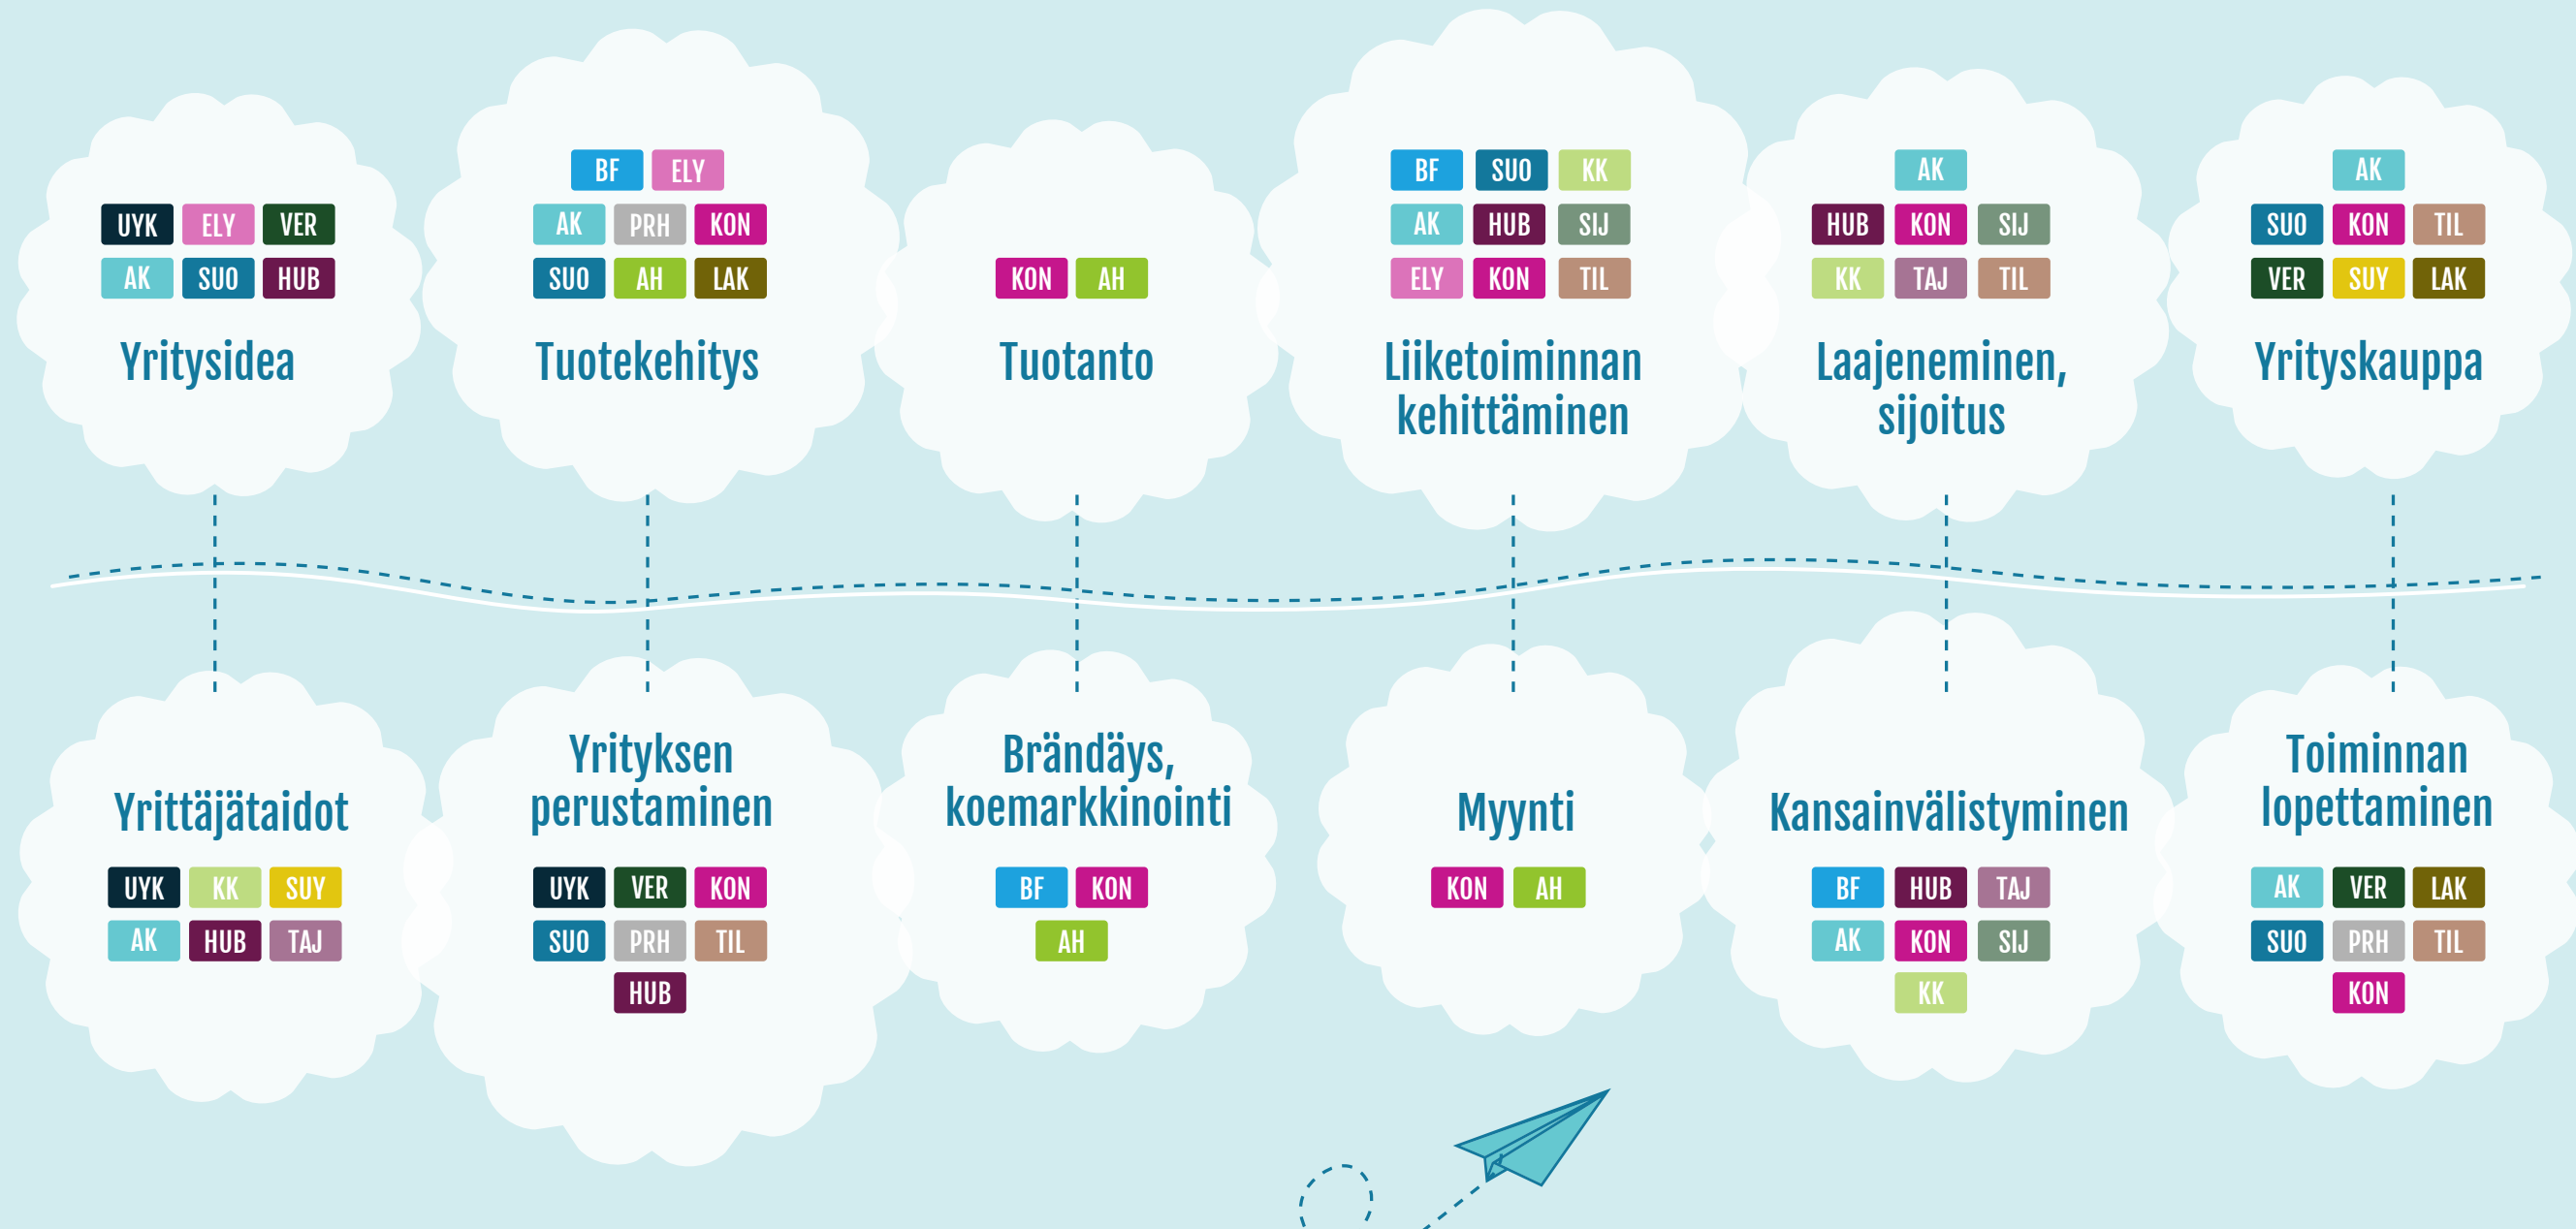 UYK ELY VER
AK SUO HUB
Yritysidea
BF ELY
AK PRH KON
SUO AH LAK
Tuotekehitys
KON AH
Tuotanto
BF SUO KK
AK HUB SIJ
ELY KON TIL
Liiketoiminnan
kehittäminen
AK
HUB KON SIJ
KK TAJ TIL
Laajeneminen,
sijoitus
AK
SUO KON TIL
VER SUY LAK
Yrityskauppa
Yrittäjätaidot
UYK KK SUY
AK HUB TAJ
Yrityksen
perustaminen
UYK VER KON
SUO PRH TIL
HUB
Brändäys,
koemarkkinointi
BF KON
AH
Myynti
KON AH
Kansainvälistyminen
BF HUB TAJ
AK KON SIJ
KK
Toiminnan
lopettaminen
AK VER LAK
SUO PRH TIL
KON